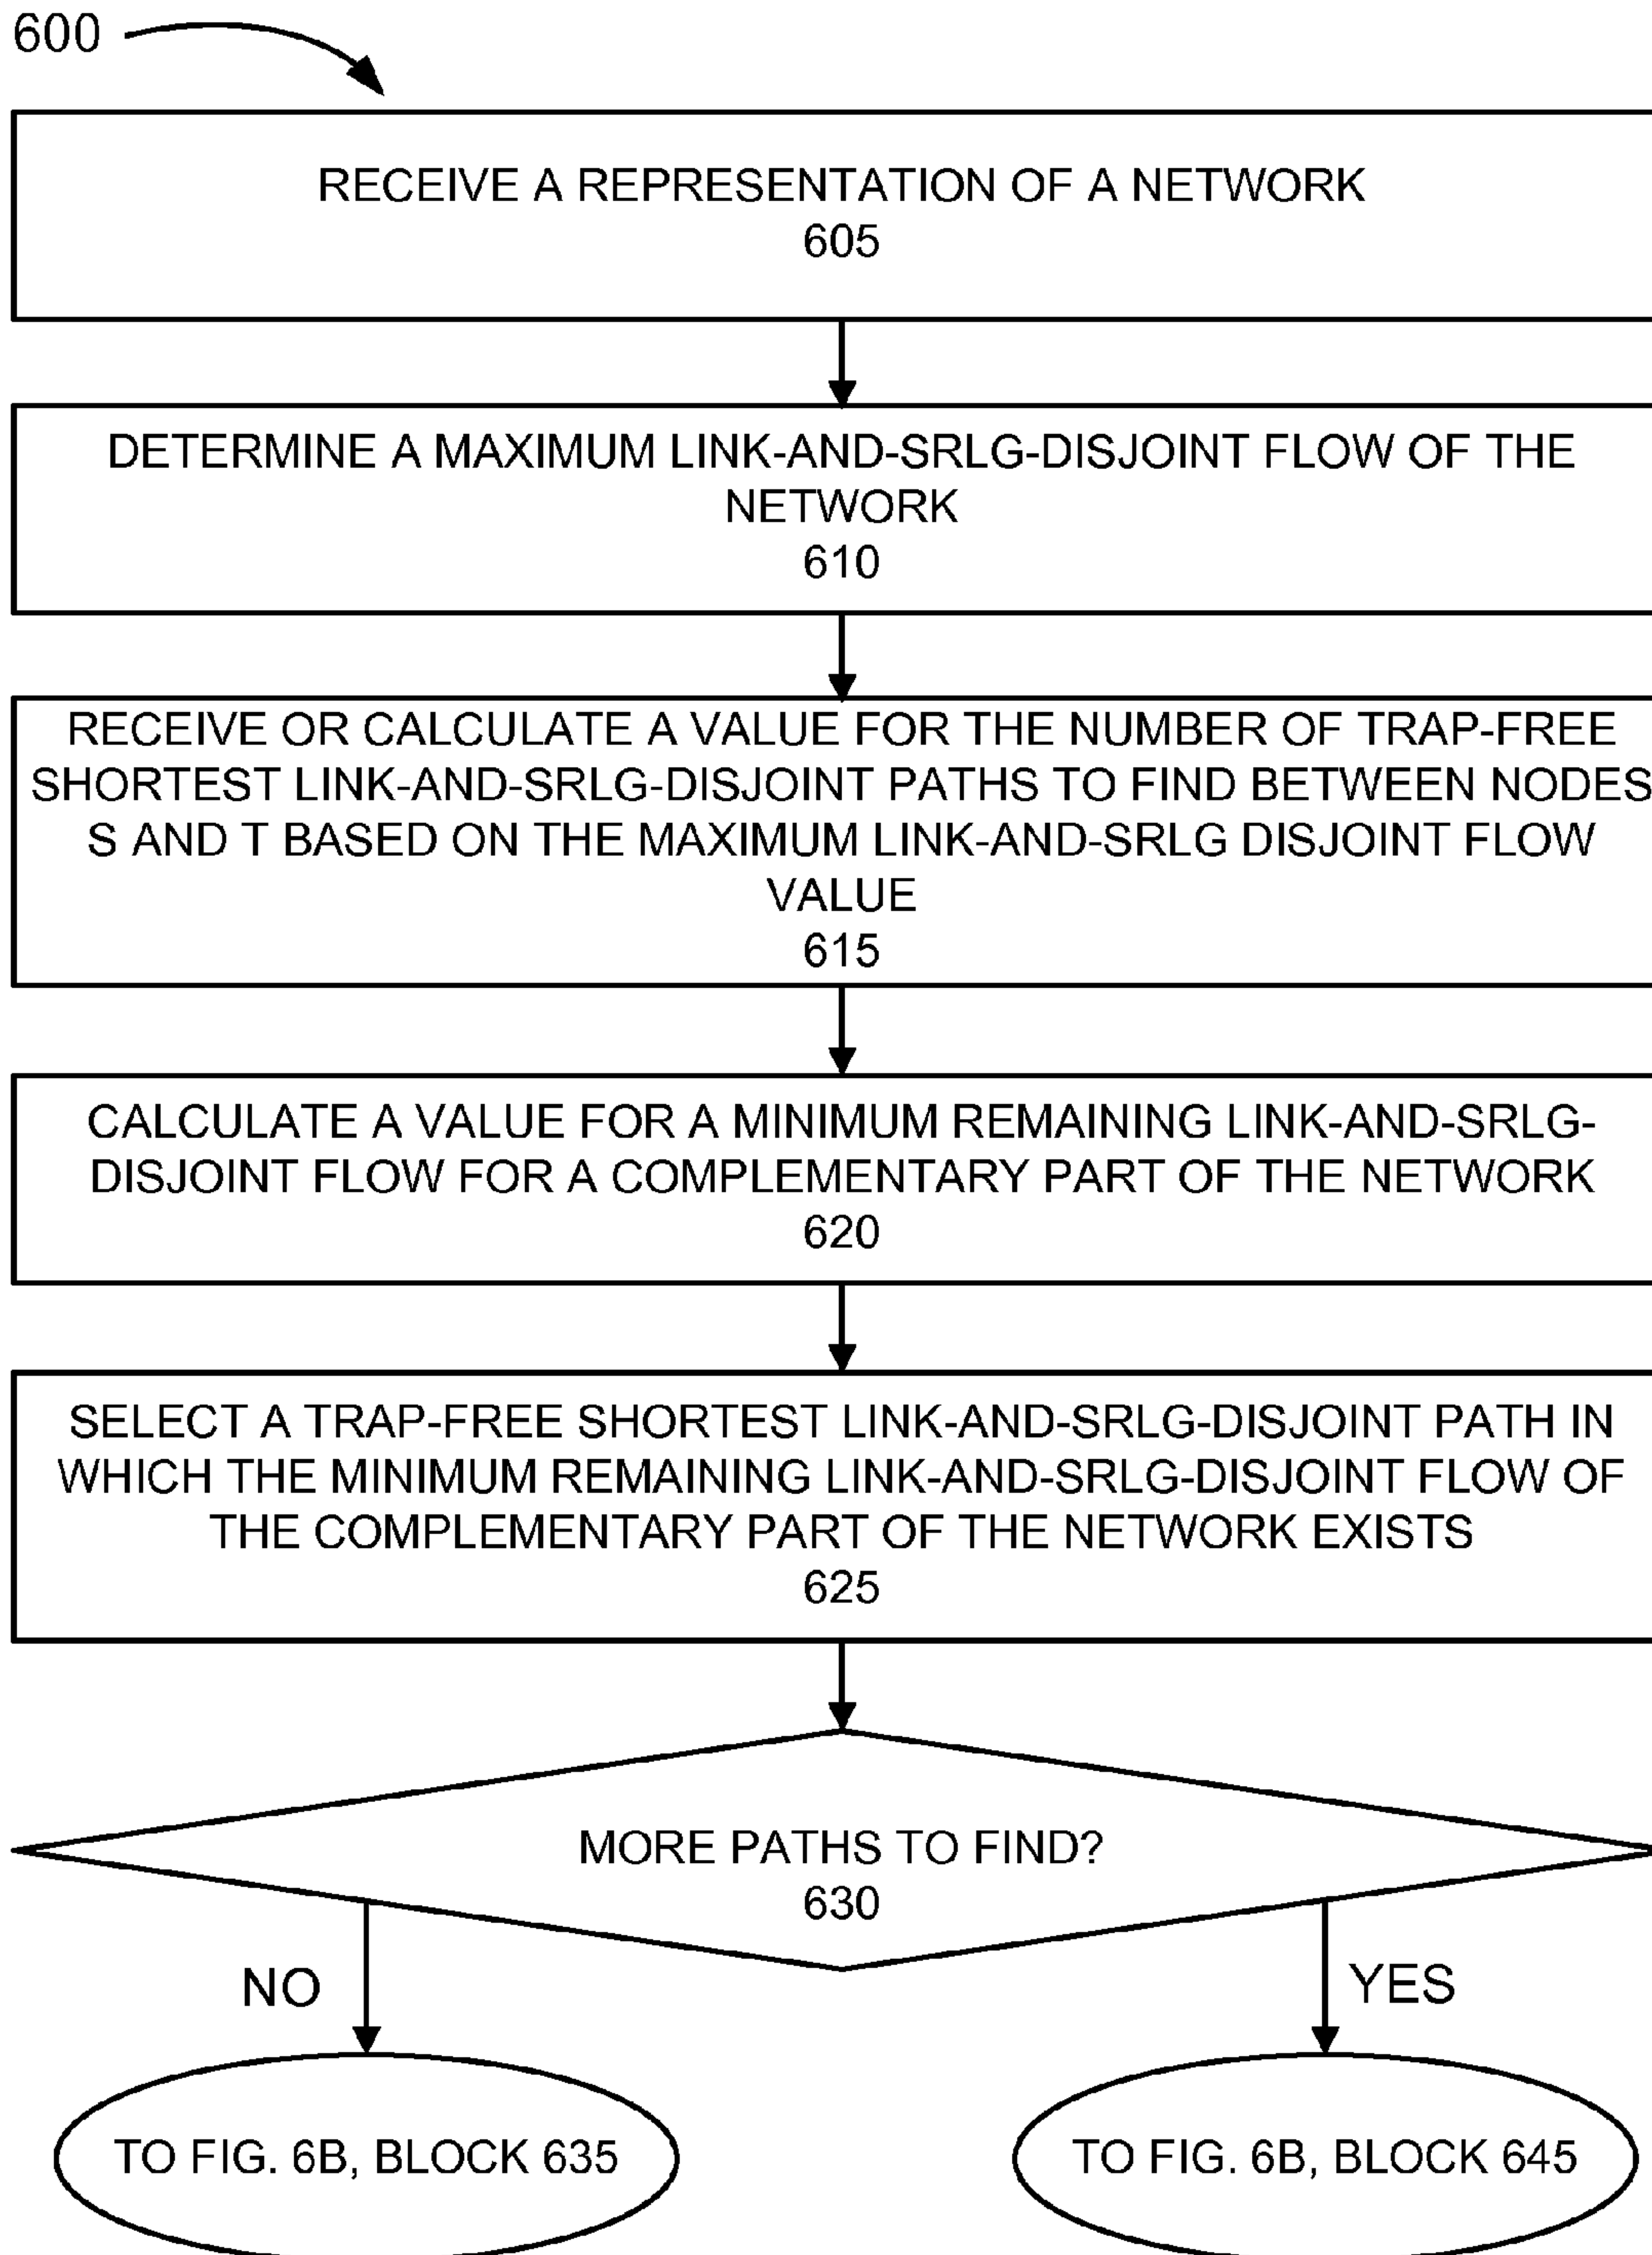 600
RECEIVE A REPRESENTATION OF A NETWORK
605
DETERMINE A MAXIMUM LINK-AND-SRLG-DISJOINT FLOW OF THE
NETWORK
610
RECEIVE OR CALCULATE A VALUE FOR THE NUMBER OF TRAP-FREE
SHORTEST LINK-AND-SRLG-DISJOINT PATHS TO FIND BETWEEN NODES
S AND T BASED ON THE MAXIMUM LINK-AND-SRLG DISJOINT FLOW
VALUE
615
CALCULATE A VALUE FOR A MINIMUM REMAINING LINK-AND-SRLG-
DISJOINT FLOW FOR A COMPLEMENTARY PART OF THE NETWORK
620
SELECT A TRAP-FREE SHORTEST LINK-AND-SRLG-DISJOINT PATH IN
WHICH THE MINIMUM REMAINING LINK-AND-SRLG-DISJOINT FLOW OF
THE COMPLEMENTARY PART OF THE NETWORK EXISTS
625
MORE PATHS TO FIND?
630
NO
YES
TO FIG. 6B, BLOCK 635
TO FIG. 6B, BLOCK 645